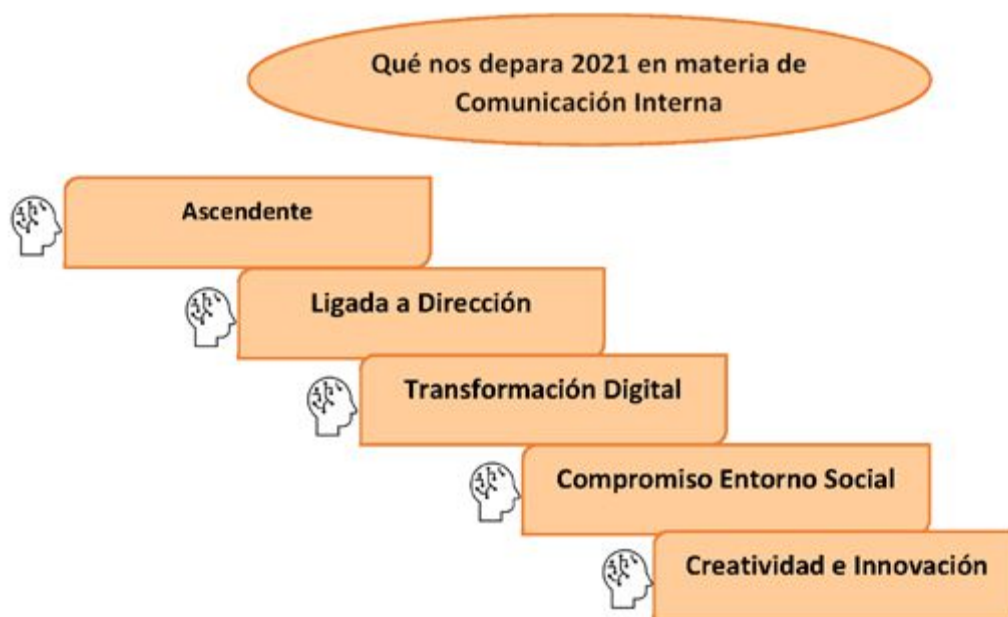 Qué nos depara 2021 en materia de
Comunicación Interna
Ascendente
Ligada a Dirección
Transformación Digital
Compromiso Entorno Social
Creatividad e Innovación